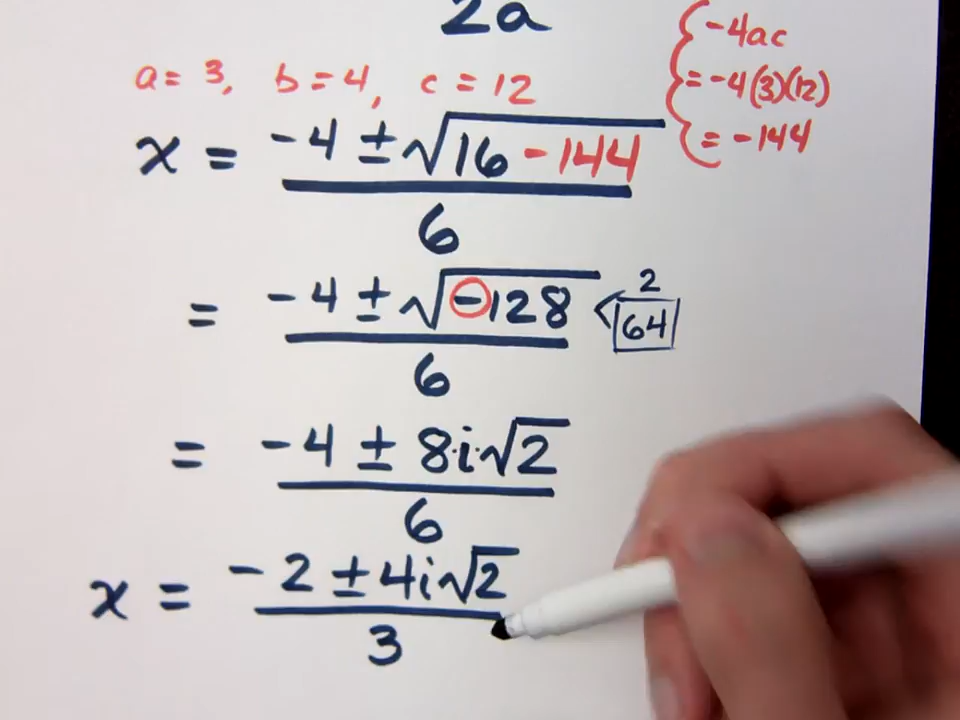 2a
-4ac
= -4(3)(12)
= -144
a = 3, b = 4, c = 12
x = -4 ± √16 - 144
6
= -4 ± √-128 < 2 64
6
= -4 ± 8·i·√2
6
x = -2 ± 4i√2
3